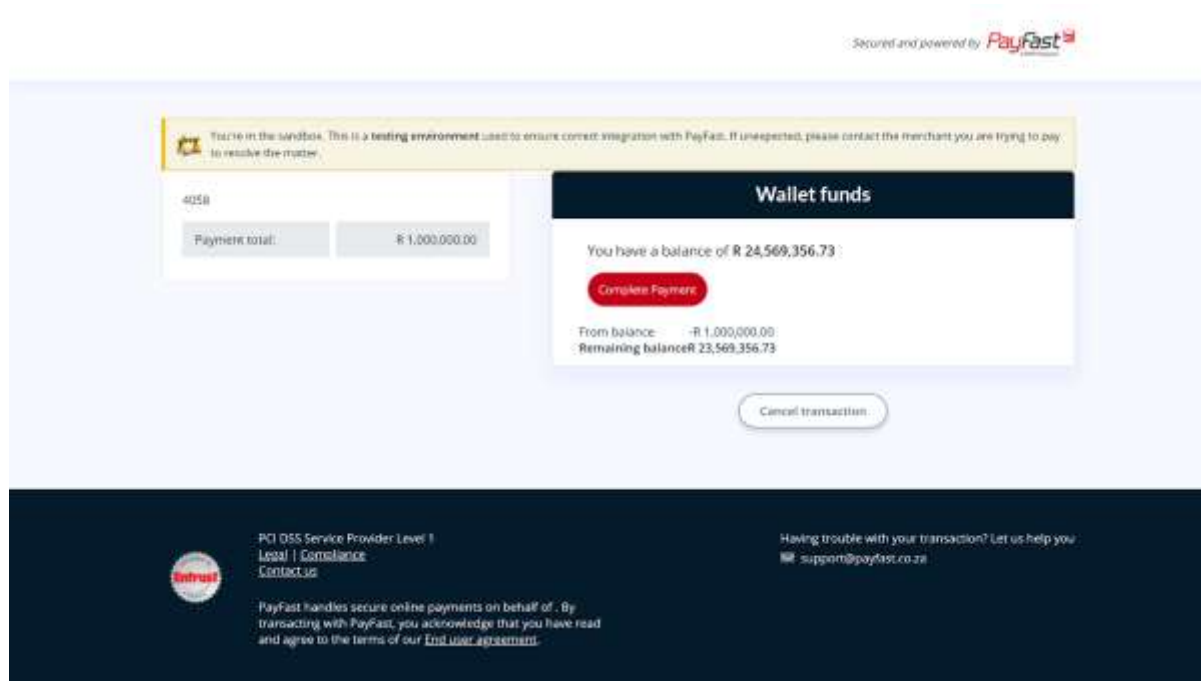 Secured and powered by PayFast
You're in the sandbox. This is a testing environment used to ensure correct integration with PayFast. If unexpected, please contact the merchant you are trying to pay
to resolve the matter.
4058
Payment total: R 1,000,000.00
Wallet funds
You have a balance of R 24,569,356.73
Complete Payment
From balance -R 1,000,000.00
Remaining balanceR 23,569,356.73
Cancel transaction
PCI DSS Service Provider Level 1
Legal | Compliance
Contact us
Entrust
PayFast handles secure online payments on behalf of . By
transacting with PayFast, you acknowledge that you have read
and agree to the terms of our End user agreement.
Having trouble with your transaction? Let us help you
support@payfast.co.za